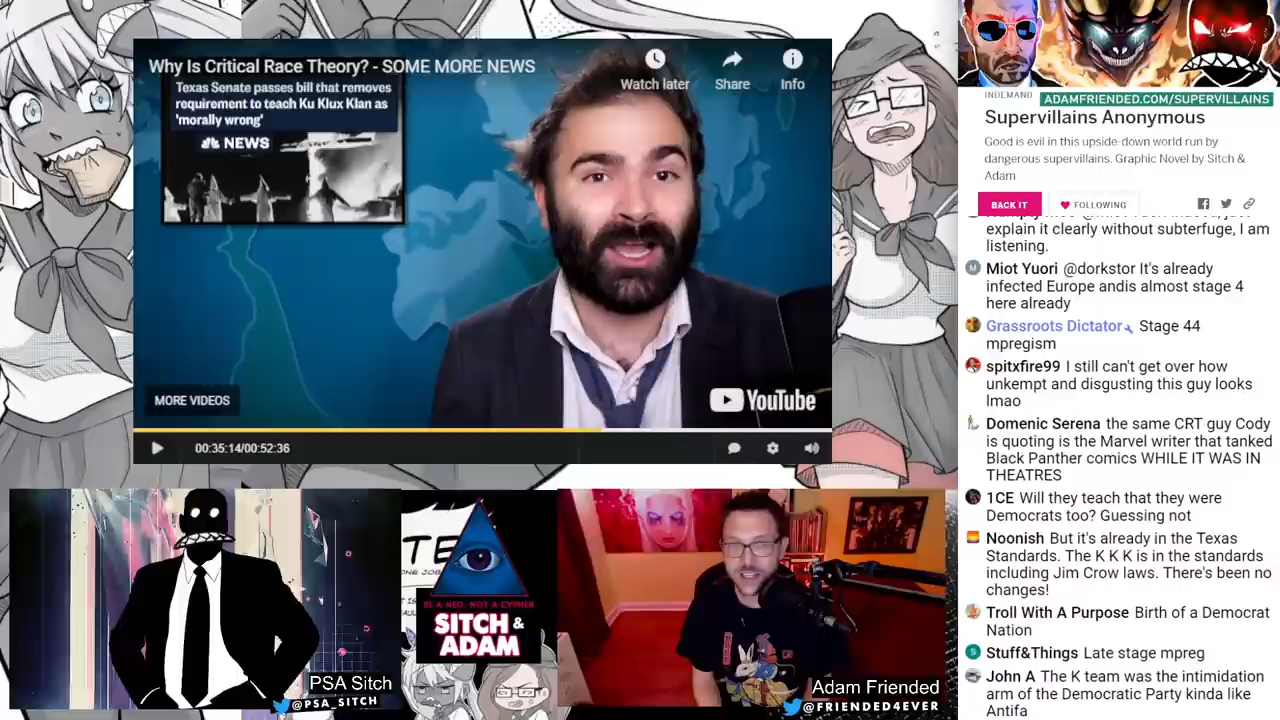 Why Is Critical Race Theory? - SOME MORE NEWS
Watch later
Share
Info
Texas Senate passes bill that removes
requirement to teach Ku Klux Klan as
'morally wrong'
NEWS
MORE VIDEOS
YouTube
00:35:14/00:52:36
PSA Sitch
@PSA_SITCH
BE A NEO, NOT A CYPHER
SITCH &
ADAM
Adam Friended
@FRIENDED4EVER
INDEMAND
ADAMFRIENDED.COM/SUPERVILLAINS
Supervillains Anonymous
Good is evil in this upside-down world run by
dangerous supervillains. Graphic Novel by Sitch &
Adam
BACK IT
FOLLOWING
explain it clearly without subterfuge, I am
listening.
Miot Yuori @dorkstor It's already
infected Europe andis almost stage 4
here already
Grassroots Dictator Stage 44
mpregism
spitxfire99 I still can't get over how
unkempt and disgusting this guy looks
lmao
Domenic Serena the same CRT guy Cody
is quoting is the Marvel writer that tanked
Black Panther comics WHILE IT WAS IN
THEATRES
1CE Will they teach that they were
Democrats too? Guessing not
Noonish But it's already in the Texas
Standards. The K K K is in the standards
including Jim Crow laws. There's been no
changes!
Troll With A Purpose Birth of a Democrat
Nation
Stuff&Things Late stage mpreg
John A The K team was the intimidation
arm of the Democratic Party kinda like
Antifa